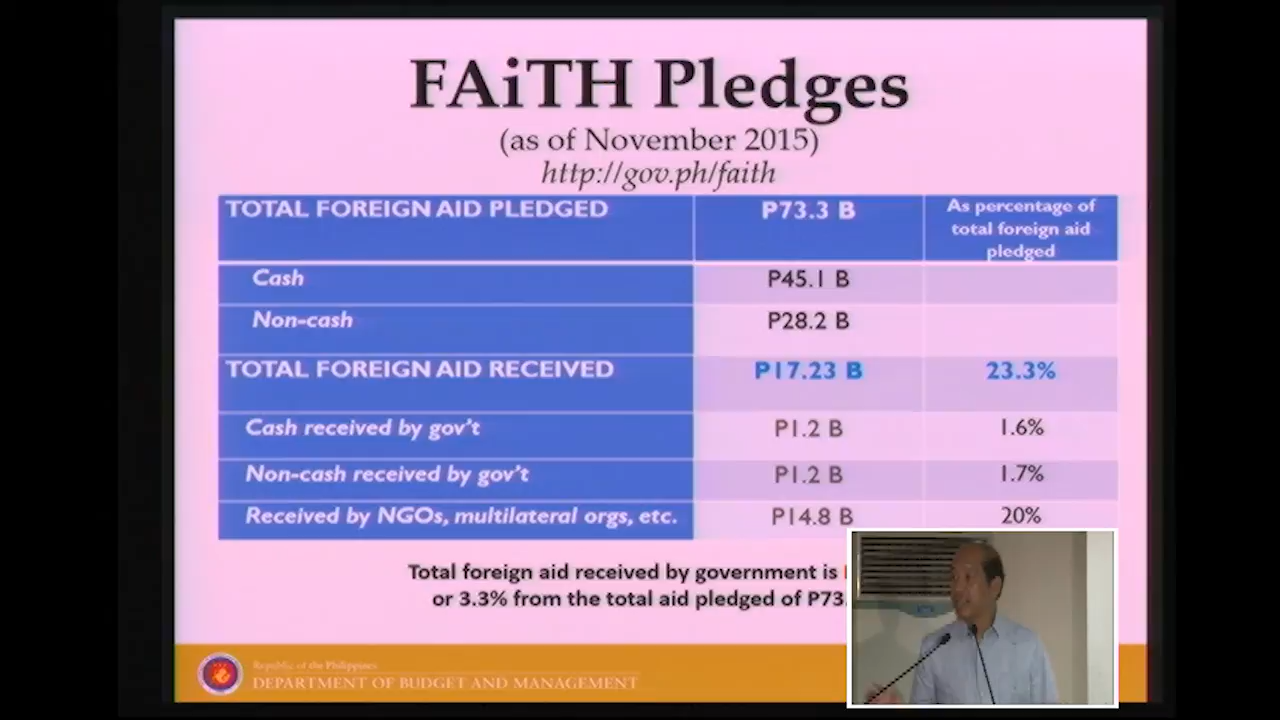 FAiTH Pledges
(as of November 2015)
http://gov.ph/faith
TOTAL FOREIGN AID PLEDGED P73.3 B As percentage of total foreign aid pledged
Cash P45.1 B
Non-cash P28.2 B
TOTAL FOREIGN AID RECEIVED P17.23 B 23.3%
Cash received by gov't P1.2 B 1.6%
Non-cash received by gov't P1.2 B 1.7%
Received by NGOs, multilateral orgs, etc. P14.8 B 20%
Total foreign aid received by government is
or 3.3% from the total aid pledged of P73.
Republic of the Philippines
DEPARTMENT OF BUDGET AND MANAGEMENT